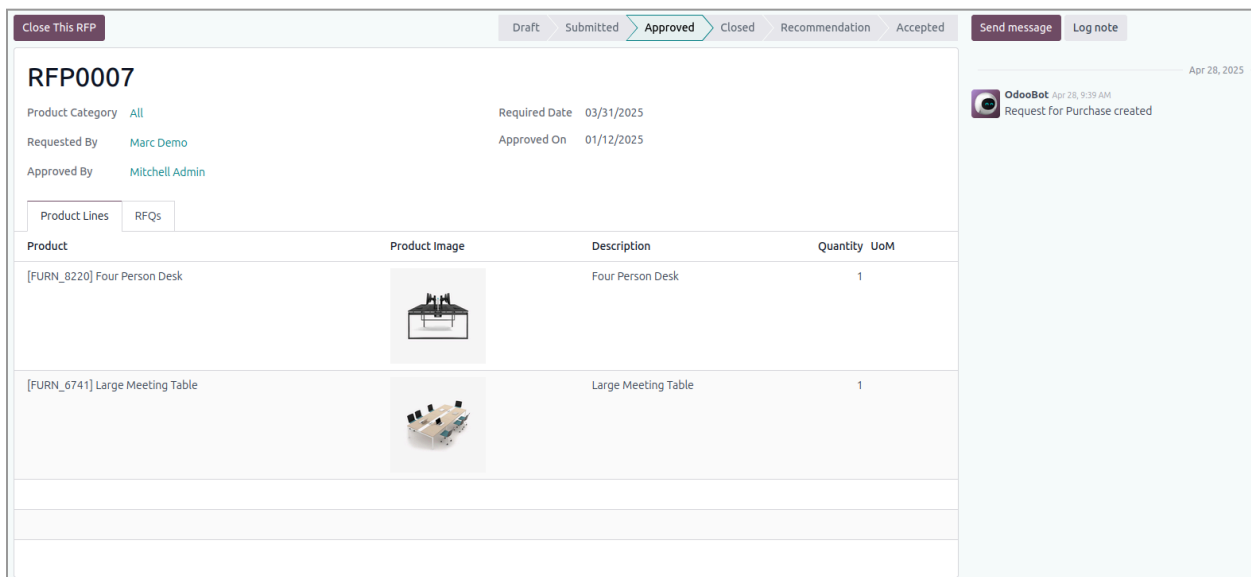 Close This RFP
Draft Submitted Approved Closed Recommendation Accepted
Send message Log note
RFP0007
Product Category All
Required Date 03/31/2025
Requested By Marc Demo
Approved On 01/12/2025
Approved By Mitchell Admin
Product Lines RFQs
Product Product Image Description Quantity UoM
[FURN_8220] Four Person Desk Four Person Desk 1
[FURN_6741] Large Meeting Table Large Meeting Table 1
Apr 28, 2025
OdooBot Apr 28, 9:39 AM
Request for Purchase created